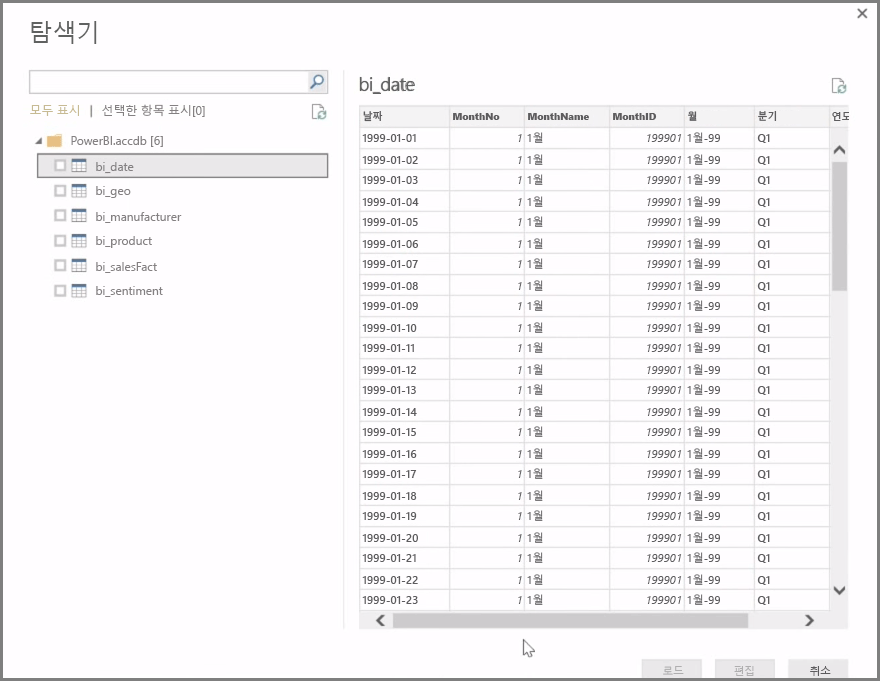 탐색기
모두 표시 | 선택한 항목 표시[0]
PowerBI.accdb [6]
bi_date
bi_geo
bi_manufacturer
bi_product
bi_salesFact
bi_sentiment
bi_date
날짜 MonthNo MonthName MonthID 월 분기 연도
1999-01-01 1 1월 199901 1월-99 Q1
1999-01-02 1 1월 199901 1월-99 Q1
1999-01-03 1 1월 199901 1월-99 Q1
1999-01-04 1 1월 199901 1월-99 Q1
1999-01-05 1 1월 199901 1월-99 Q1
1999-01-06 1 1월 199901 1월-99 Q1
1999-01-07 1 1월 199901 1월-99 Q1
1999-01-08 1 1월 199901 1월-99 Q1
1999-01-09 1 1월 199901 1월-99 Q1
1999-01-10 1 1월 199901 1월-99 Q1
1999-01-11 1 1월 199901 1월-99 Q1
1999-01-12 1 1월 199901 1월-99 Q1
1999-01-13 1 1월 199901 1월-99 Q1
1999-01-14 1 1월 199901 1월-99 Q1
1999-01-15 1 1월 199901 1월-99 Q1
1999-01-16 1 1월 199901 1월-99 Q1
1999-01-17 1 1월 199901 1월-99 Q1
1999-01-18 1 1월 199901 1월-99 Q1
1999-01-19 1 1월 199901 1월-99 Q1
1999-01-20 1 1월 199901 1월-99 Q1
1999-01-21 1 1월 199901 1월-99 Q1
1999-01-22 1 1월 199901 1월-99 Q1
1999-01-23 1 1월 199901 1월-99 Q1
로드 편집 취소